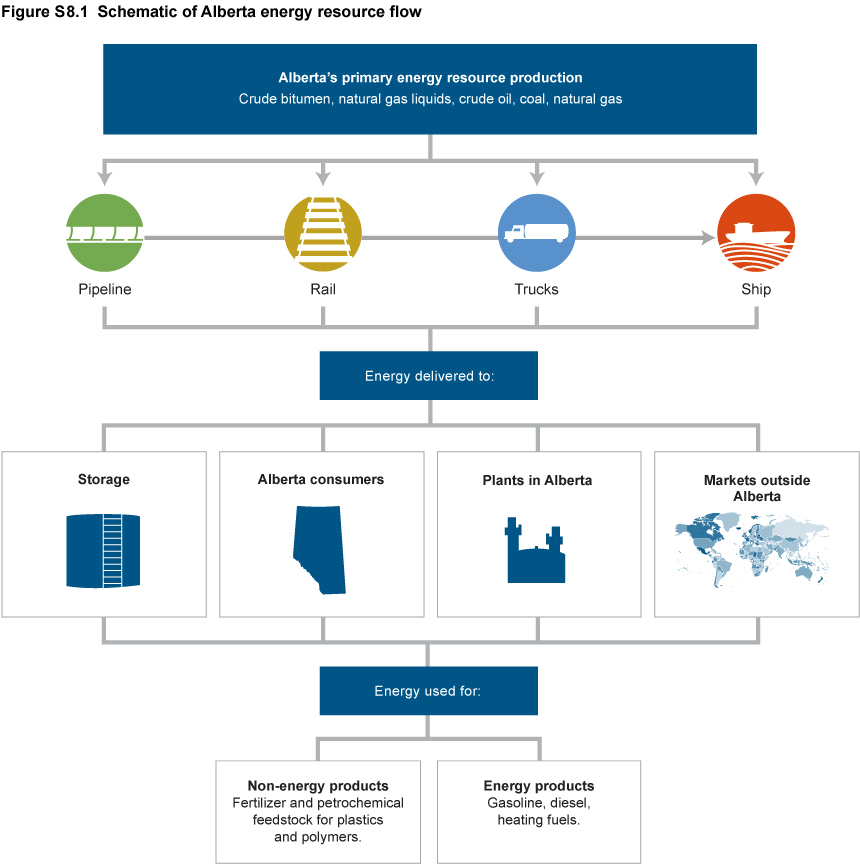 Figure S8.1 Schematic of Alberta energy resource flow
Alberta's primary energy resource production
Crude bitumen, natural gas liquids, crude oil, coal, natural gas
Pipeline
Rail
Trucks
Ship
Energy delivered to:
Storage
Alberta consumers
Plants in Alberta
Markets outside
Alberta
Energy used for:
Non-energy products
Fertilizer and petrochemical
feedstock for plastics
and polymers.
Energy products
Gasoline, diesel,
heating fuels.